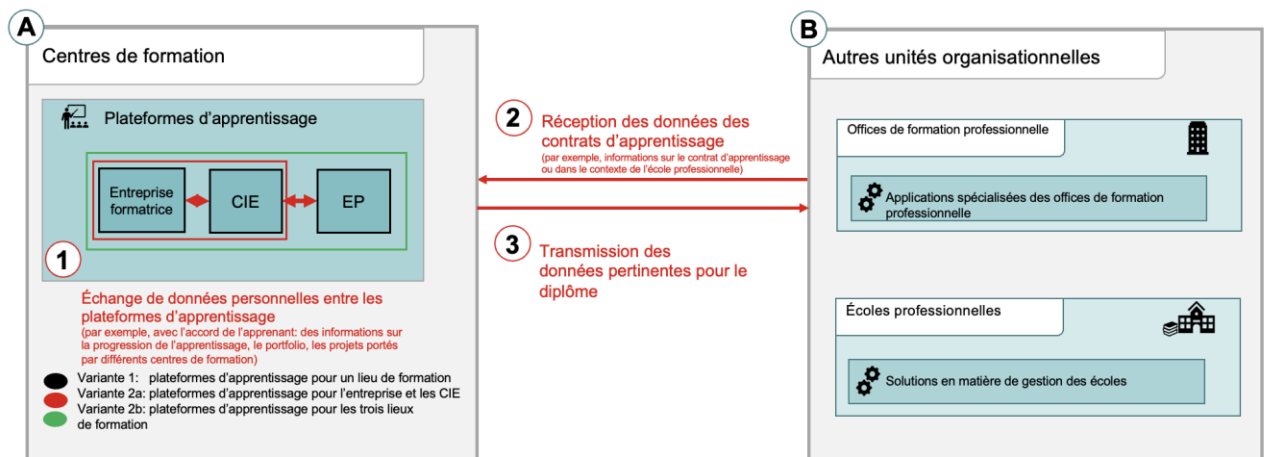 A
Centres de formation
Plateformes d'apprentissage
Entreprise
formatrice
CIE
EP
1
Échange de données personnelles entre les
plateformes d'apprentissage
(par exemple, avec l'accord de l'apprenant: des informations sur
la progression de l'apprentissage, le portfolio, les projets portés
par différents centres de formation)
Variante 1: plateformes d'apprentissage pour un lieu de formation
Variante 2a: plateformes d'apprentissage pour l'entreprise et les CIE
Variante 2b: plateformes d'apprentissage pour les trois lieux
de formation
2
Réception des données des
contrats d'apprentissage
(par exemple, informations sur le contrat d'apprentissage
ou dans le contexte de l'école professionelle)
3
Transmission des
données pertinentes pour le
diplôme
B
Autres unités organisationnelles
Offices de formation professionnelle
Applications spécialisées des offices de formation
professionnelle
Écoles professionnelles
Solutions en matière de gestion des écoles